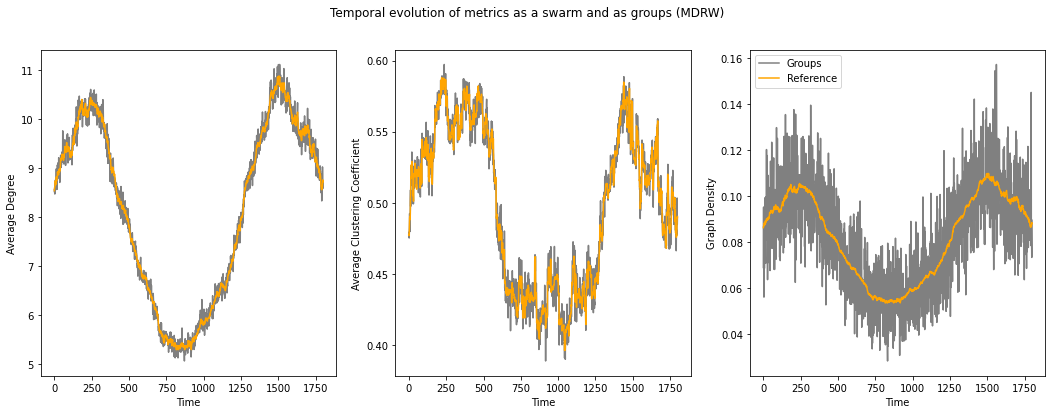 Temporal evolution of metrics as a swarm and as groups (MDRW)
Average Degree
11
10
9
8
7
6
5
0 250 500 750 1000 1250 1500 1750
Time
Average Clustring Coefficient
0.60
0.55
0.50
0.45
0.40
0 250 500 750 1000 1250 1500 1750
Time
Graph Density
0.16
0.14
0.12
0.10
0.08
0.06
0.04
Groups
Reference
0 250 500 750 1000 1250 1500 1750
Time